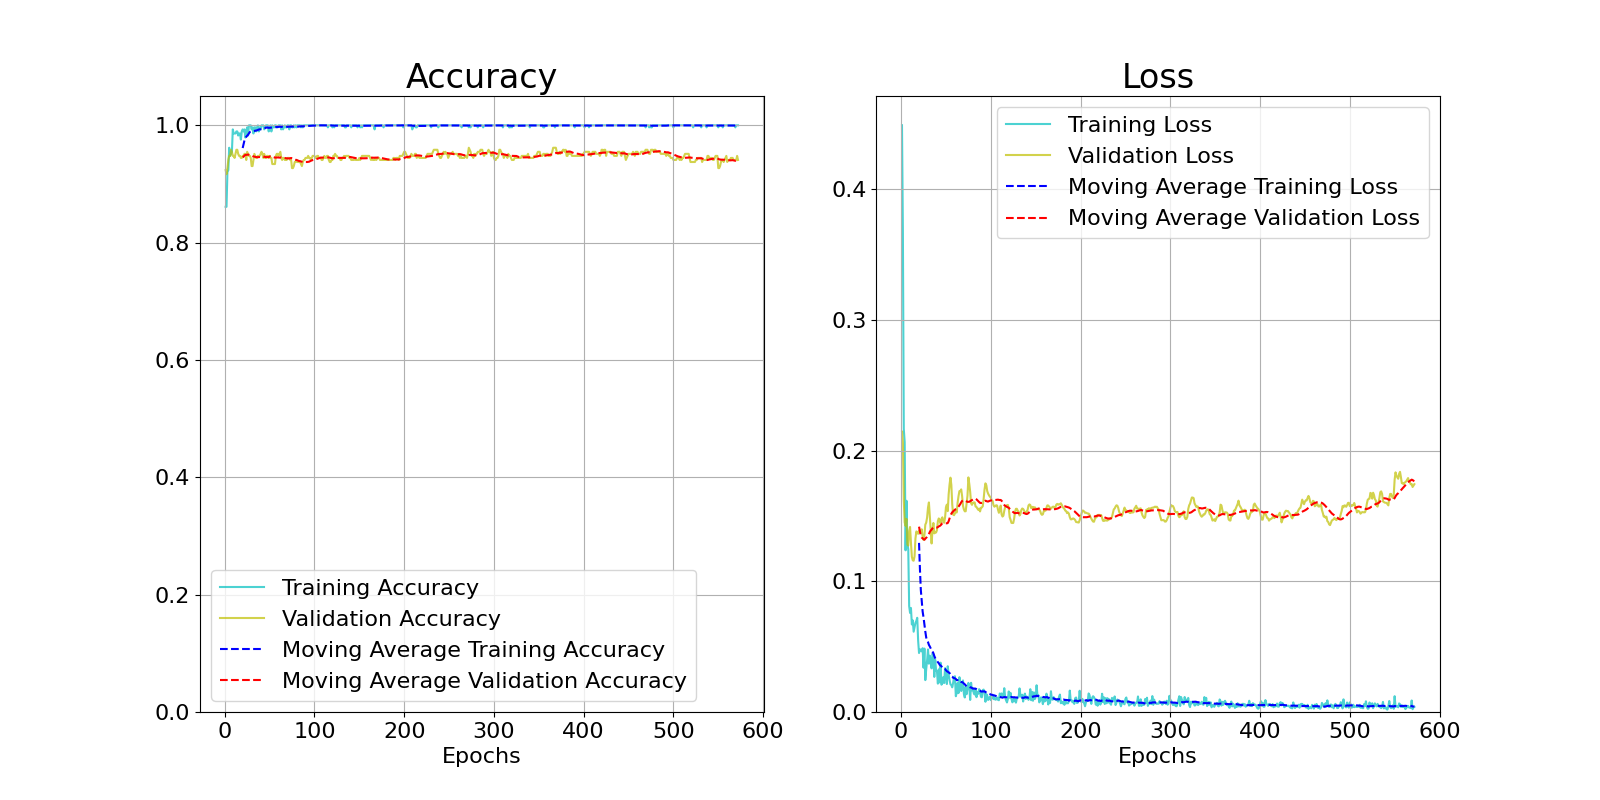 Accuracy
1.0
0.8
0.6
0.4
0.2
0.0
0 100 200 300 400 500 600
Epochs
Training Accuracy
Validation Accuracy
Moving Average Training Accuracy
Moving Average Validation Accuracy
Loss
0.4
0.3
0.2
0.1
0.0
0 100 200 300 400 500 600
Epochs
Training Loss
Validation Loss
Moving Average Training Loss
Moving Average Validation Loss